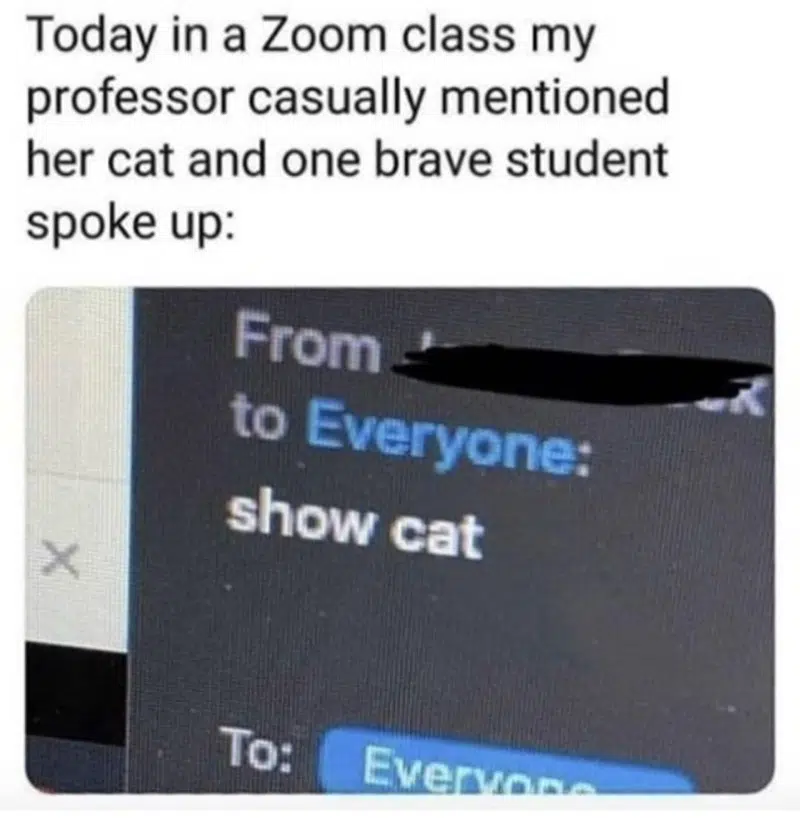 Today in a Zoom class my
professor casually mentioned
her cat and one brave student
spoke up:
From
to Everyone:
show cat
To: Everyone